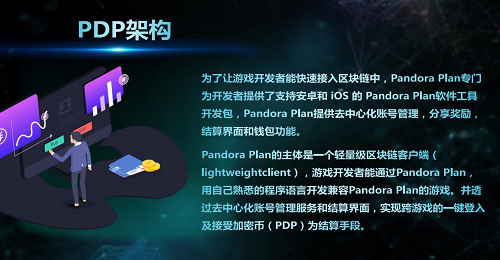 PDP架构
为了让游戏开发者能快速接入区块链中，Pandora Plan专门
为开发者提供了支持安卓和 iOS 的 Pandora Plan软件工具
开发包，Pandora Plan提供去中心化账号管理，分享奖励，
结算界面和钱包功能。
Pandora Plan的主体是一个轻量级区块链客户端（
lightweightclient），游戏开发者能通过Pandora Plan，
用自己熟悉的程序语言开发兼容Pandora Plan的游戏。并透
过去中心化账号管理服务和结算界面，实现跨游戏的一键登入
及接受加密币（PDP）为结算手段。